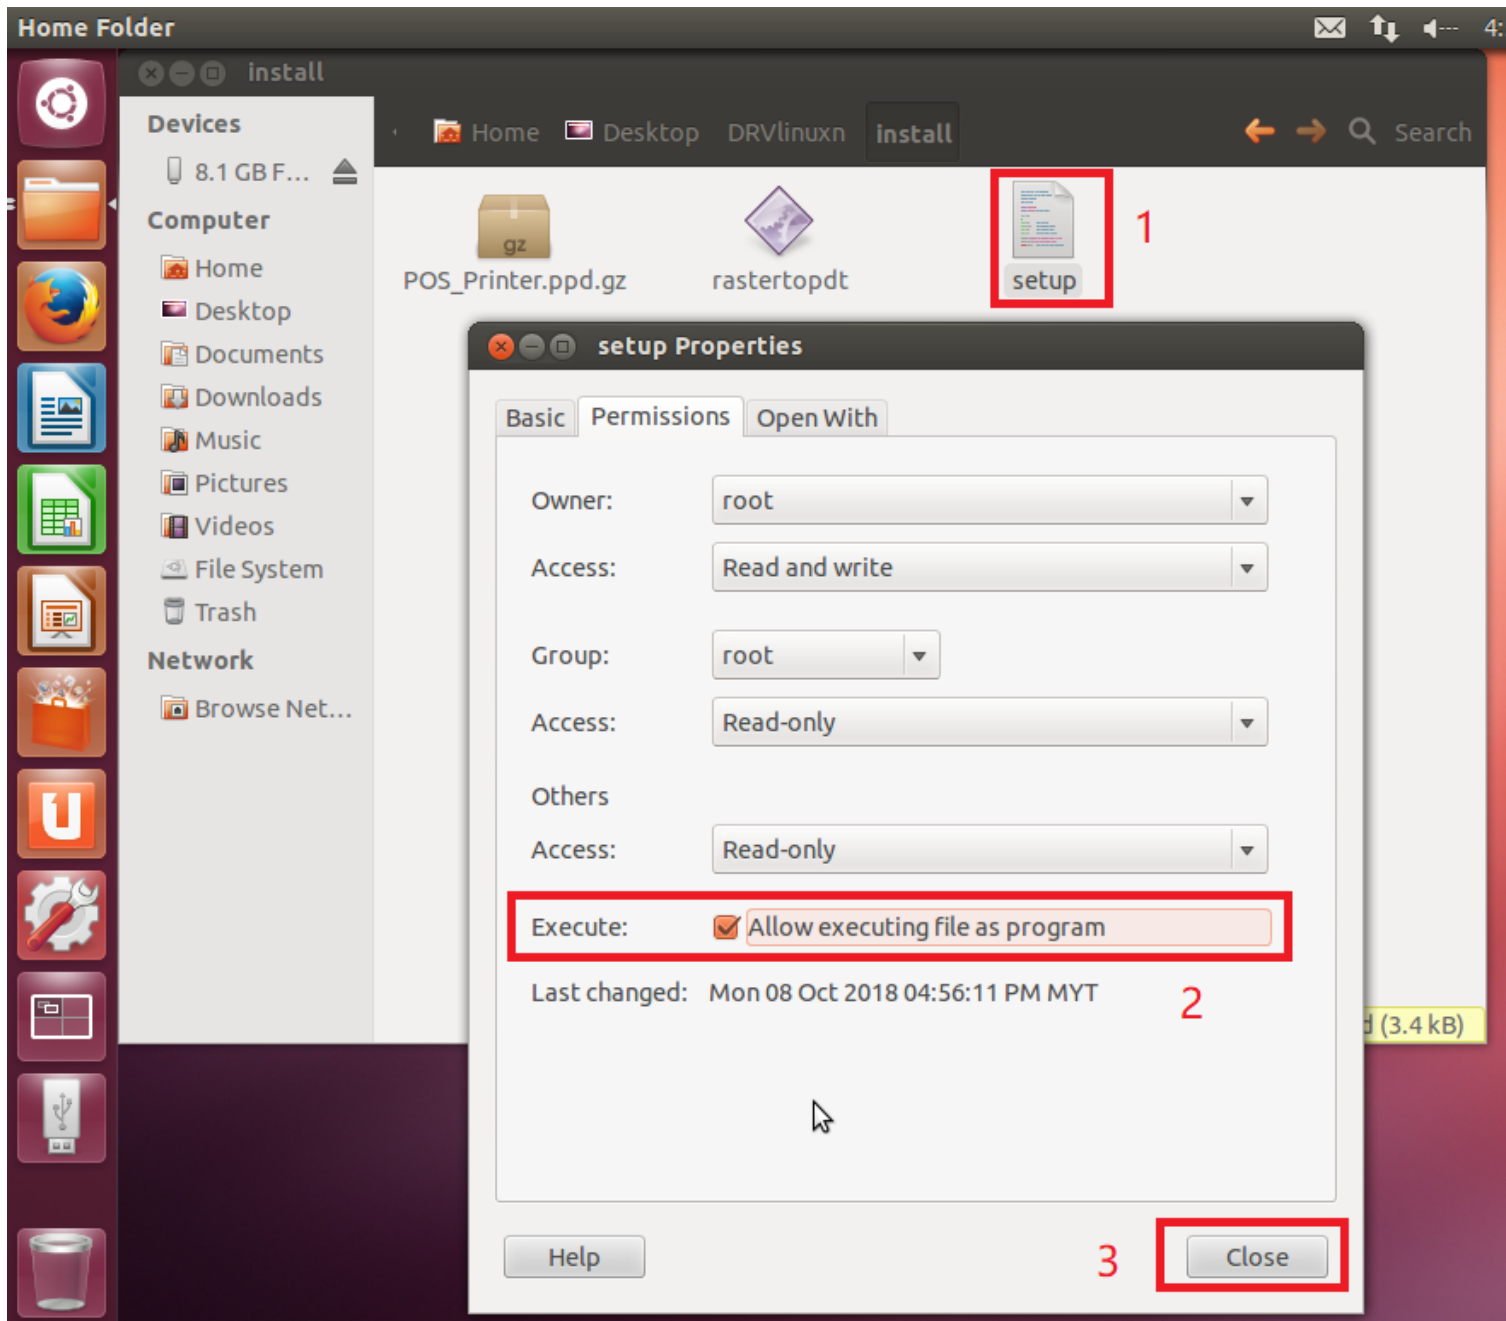 Home Folder
4:
install
Devices
8.1 GB F...
Computer
Home
Desktop
Documents
Downloads
Music
Pictures
Videos
File System
Trash
Network
Browse Net...
Home Desktop DRVlinuxn install Search
gz
POS_Printer.ppd.gz rastertopdt setup
1
setup Properties
Basic Permissions Open With
Owner: root
Access: Read and write
Group: root
Access: Read-only
Others
Access: Read-only
Execute: Allow executing file as program
Last changed: Mon 08 Oct 2018 04:56:11 PM MYT
2
d (3.4 kB)
Help 3 Close